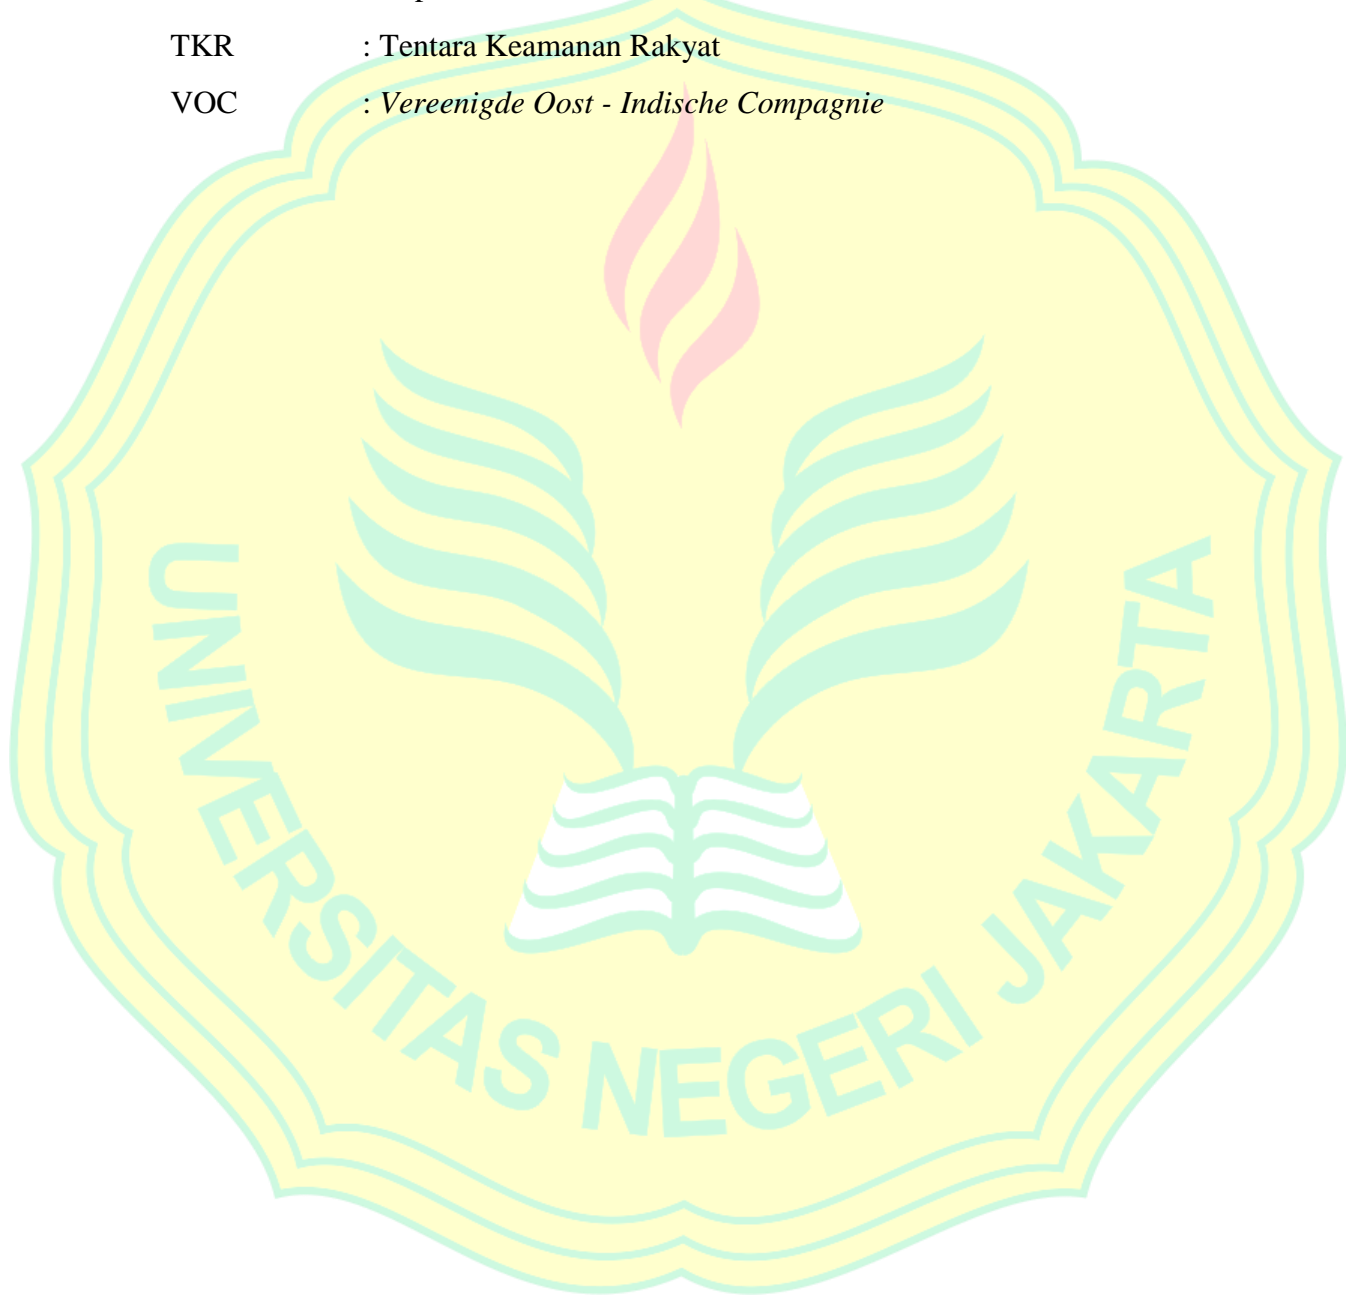 TKR : Tentara Keamanan Rakyat
VOC : Vereenigde Oost - Indische Compagnie
UNIVERSITAS NEGERI JAKARTA